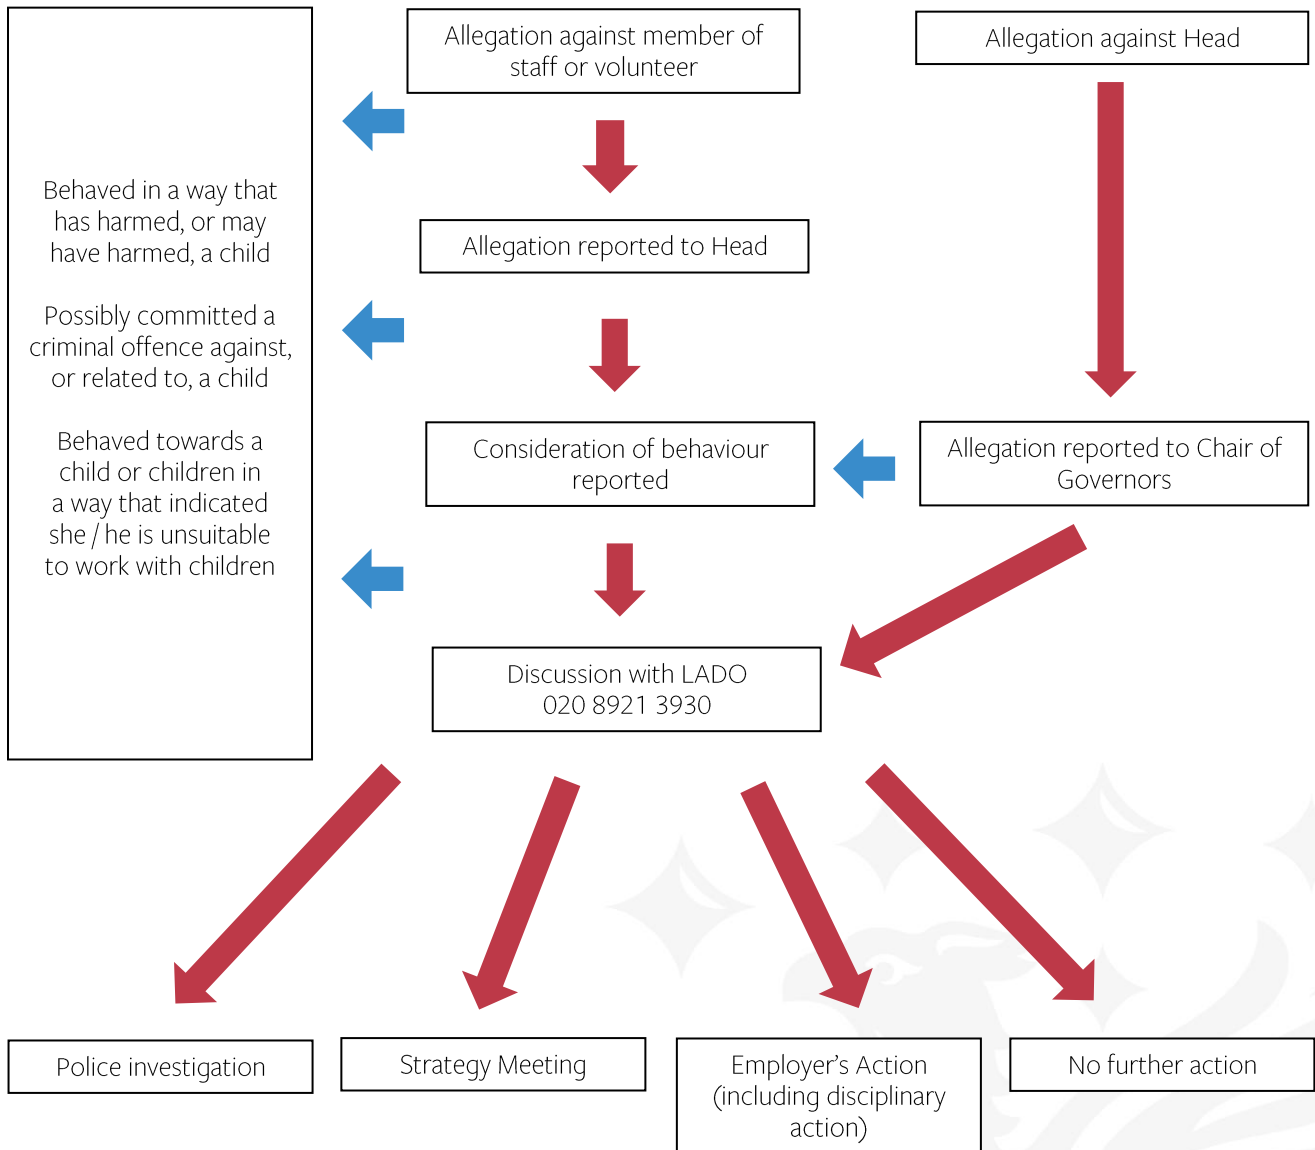 Allegation against member of
staff or volunteer
Allegation against Head
Behaved in a way that
has harmed, or may
have harmed, a child
Possibly committed a
criminal offence against,
or related to, a child
Behaved towards a
child or children in
a way that indicated
she / he is unsuitable
to work with children
Allegation reported to Head
Consideration of behaviour
reported
Allegation reported to Chair of
Governors
Discussion with LADO
020 8921 3930
Police investigation
Strategy Meeting
Employer’s Action
(including disciplinary
action)
No further action